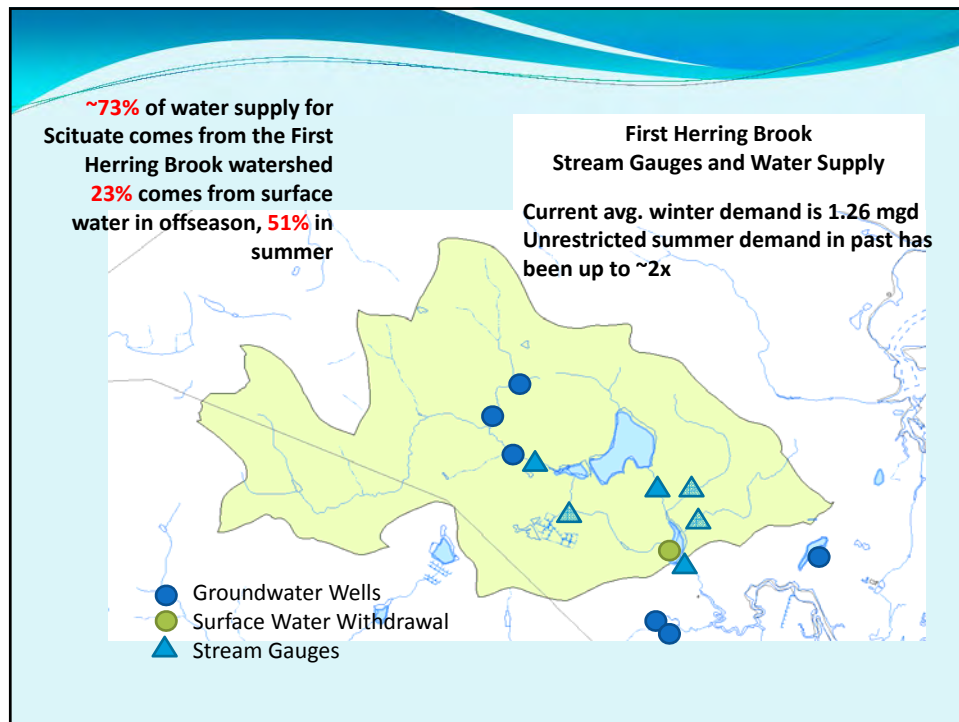 ~73% of water supply for
Scituate comes from the First
Herring Brook watershed
23% comes from surface
water in offseason, 51% in
summer
First Herring Brook
Stream Gauges and Water Supply
Current avg. winter demand is 1.26 mgd
Unrestricted summer demand in past has
been up to ~2x
Groundwater Wells
Surface Water Withdrawal
Stream Gauges